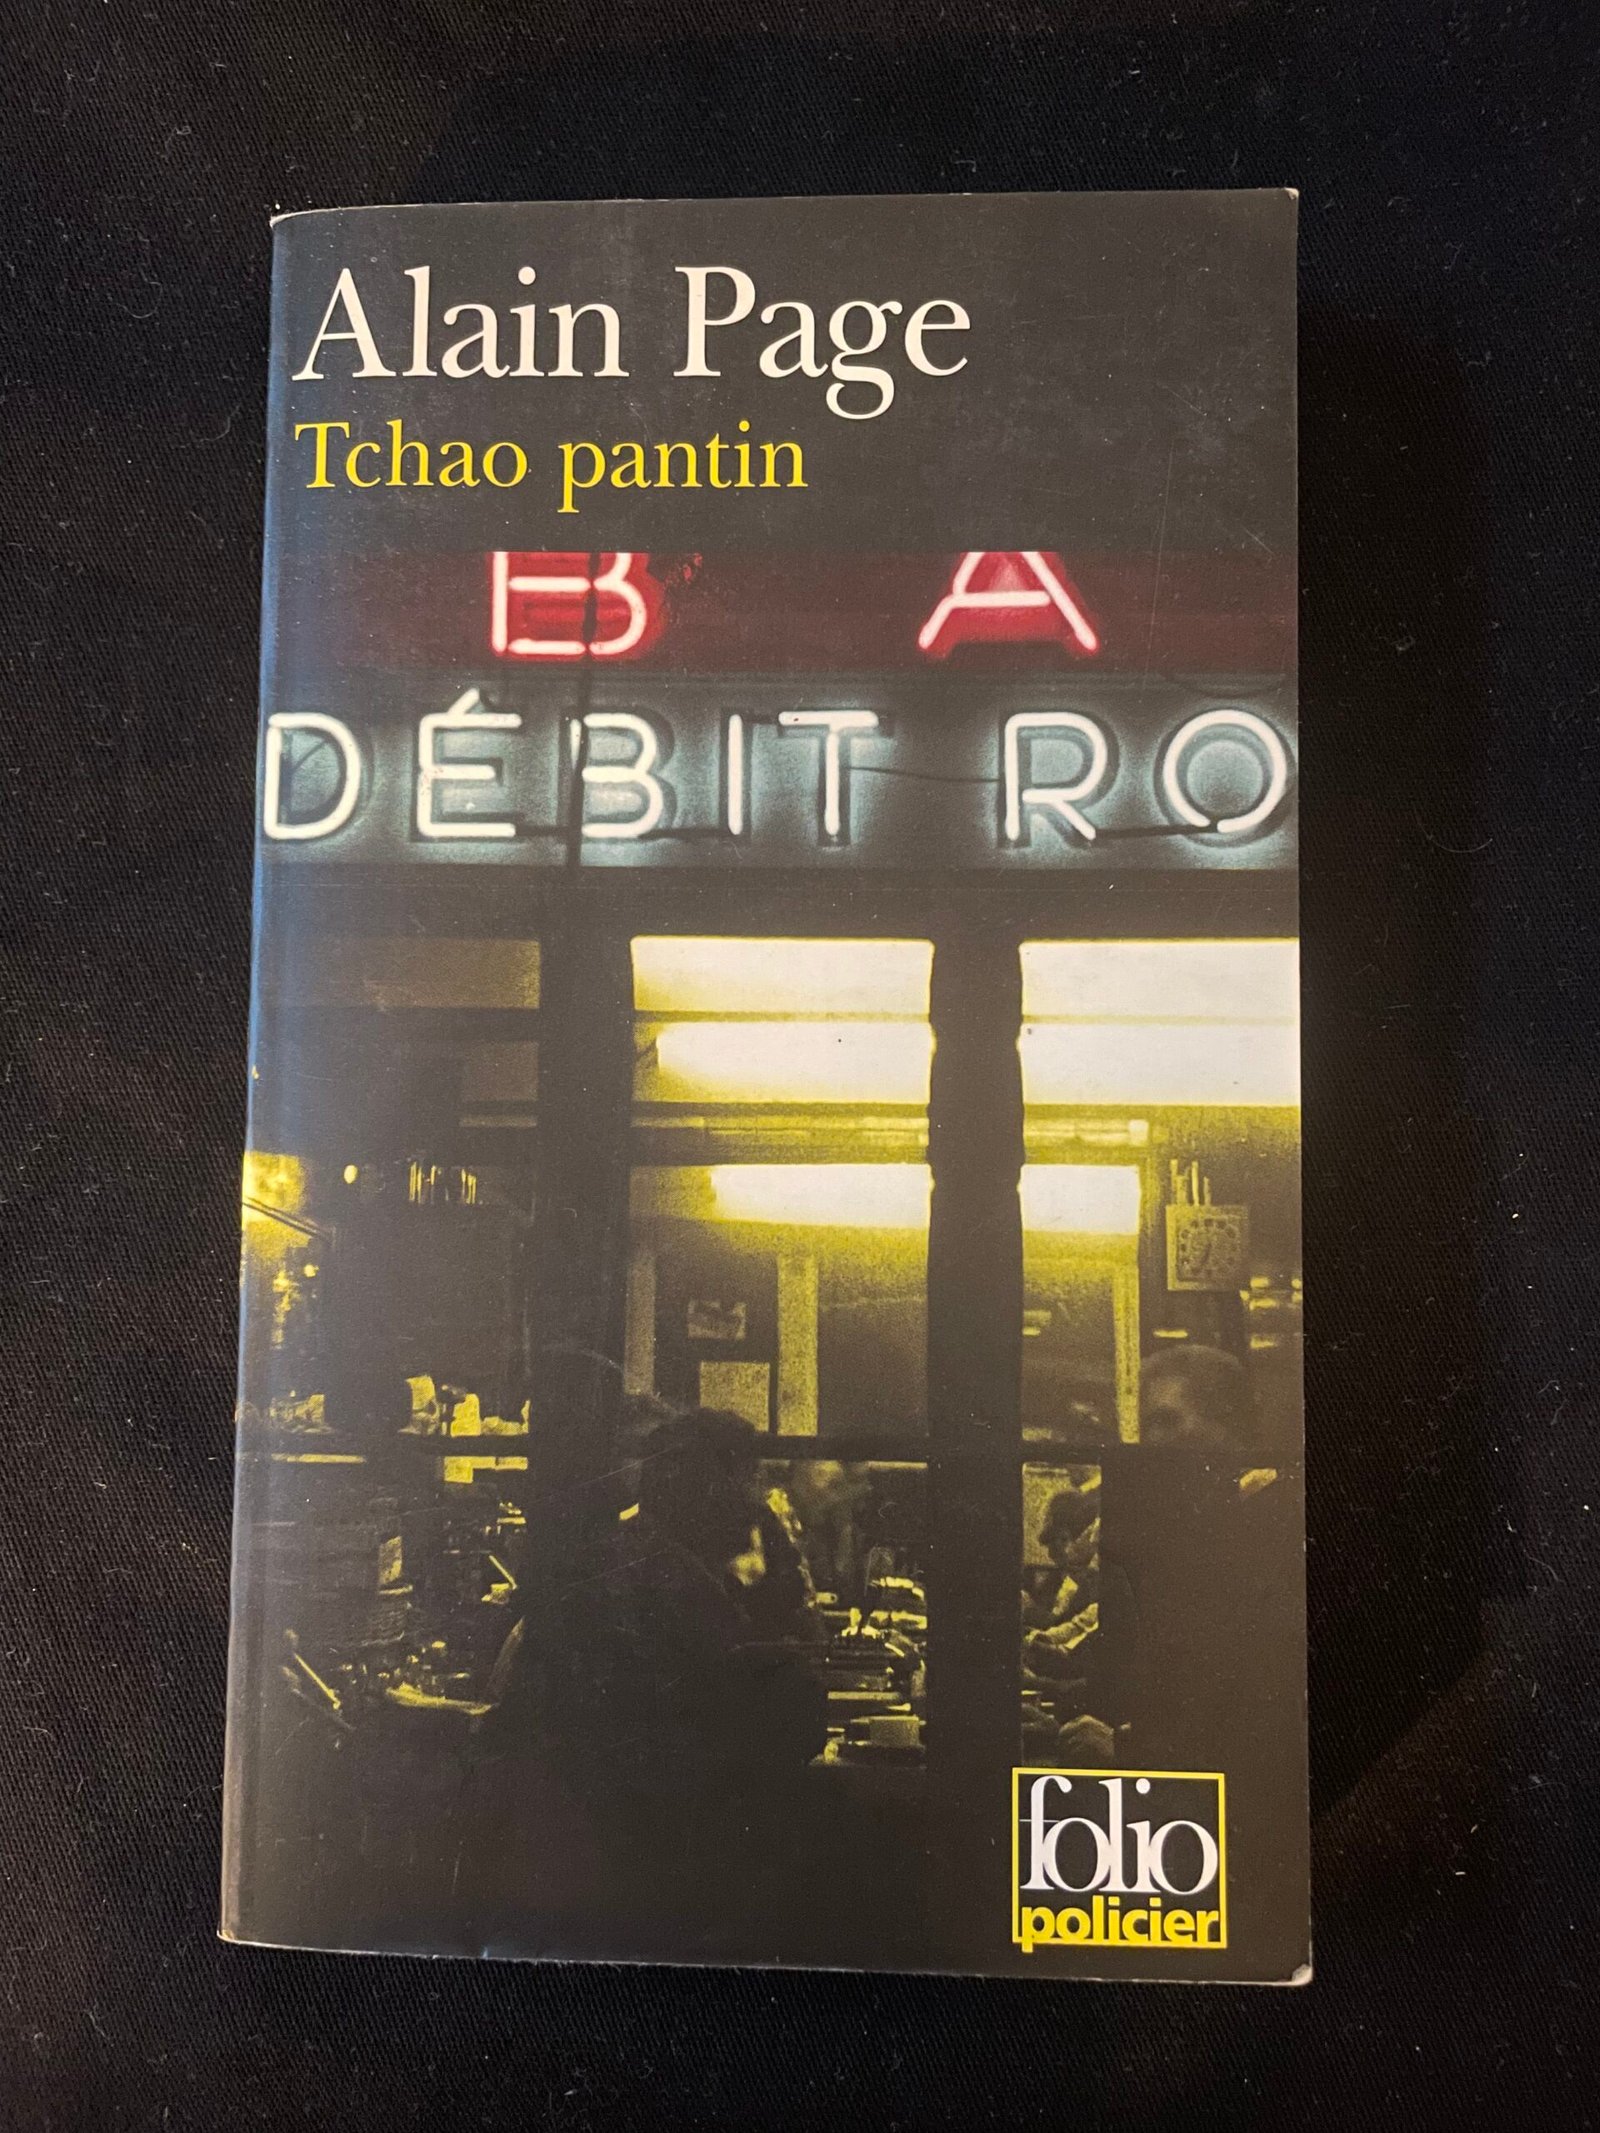 Alain Page
Tchao pantin
B A
DÉBIT RO
folio
policier